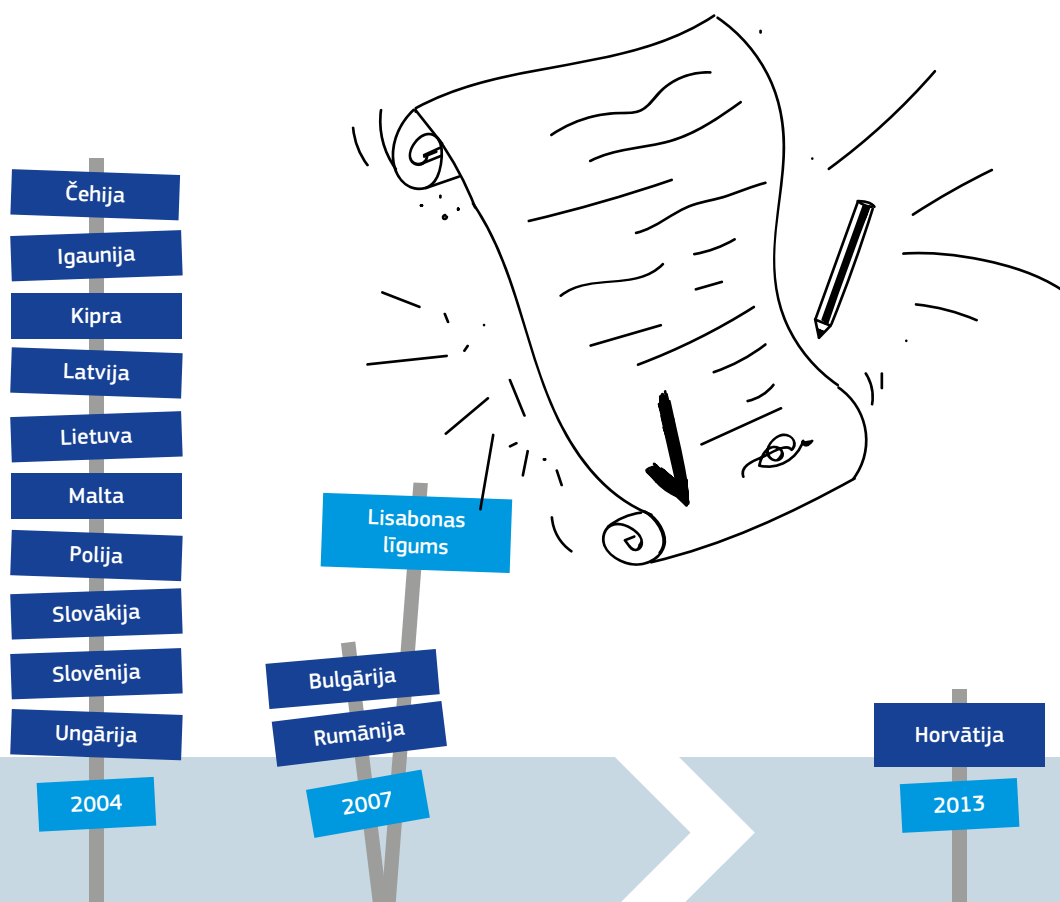 Čehija
Igaunija
Kipra
Latvija
Lietuva
Malta
Polija
Slovākija
Slovēnija
Ungārija
2004
Lisabonas
līgums
Bulgārija
Rumānija
2007
Horvātija
2013